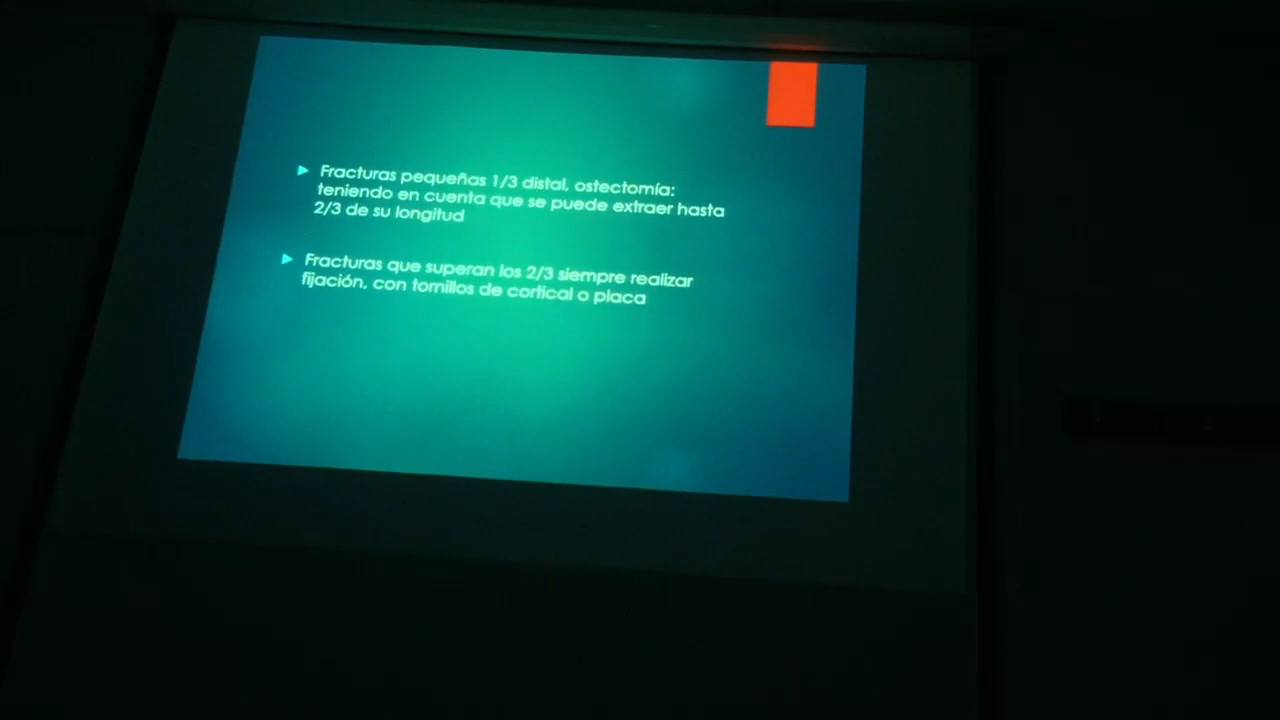 Fracturas pequeñas 1/3 distal, ostectomía:
teniendo en cuenta que se puede extraer hasta
2/3 de su longitud
Fracturas que superan los 2/3 siempre realizar
fijación, con tornillos de cortical o placa